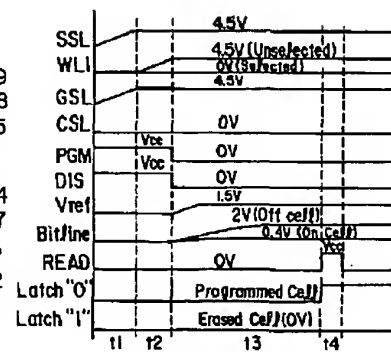 SSL 4.5V
WLi 4.5V(Unselected)
0V(Selected)
GSL 4.5V
CSL 0V
PGM Vcc 0V
DIS Vcc 0V
Vref 1.5V
2V(Off cell)
Bitline 0.4V (On Cell)
Vcc
READ 0V
Latch "0" Programmed Cell
Latch "1" Erased Cell(0V)
t1 t2 t3 t4